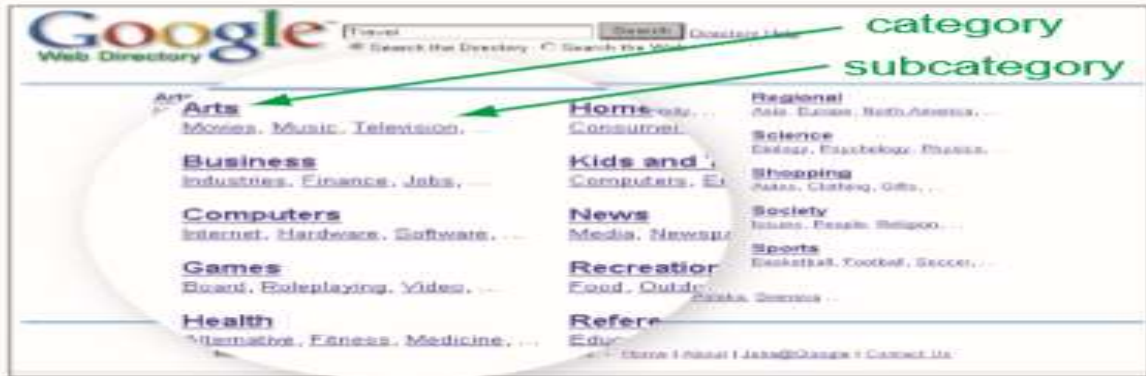 Google
Web Directory
Travel Search Directory Help
Search the Directory Search the Web
category
subcategory
Arts
Movies, Music, Television, ...
Business
Industries, Finance, Jobs, ...
Computers
Internet, Hardware, Software, ...
Games
Board, Roleplaying, Video, ...
Health
Alternative, Fitness, Medicine, ...
Home
Consumer
Kids and
Computers,
News
Media, Newspa
Recreation
Food, Outd
Refere
Educ
Regional
Asia, Europe, North America, ...
Science
Biology, Psychology, Physics, ...
Shopping
Autos, Clothing, Gifts, ...
Society
Issues, People, Religion, ...
Sports
Basketball, Football, Soccer, ...
Home | About | Jobs@Google | Contact Us